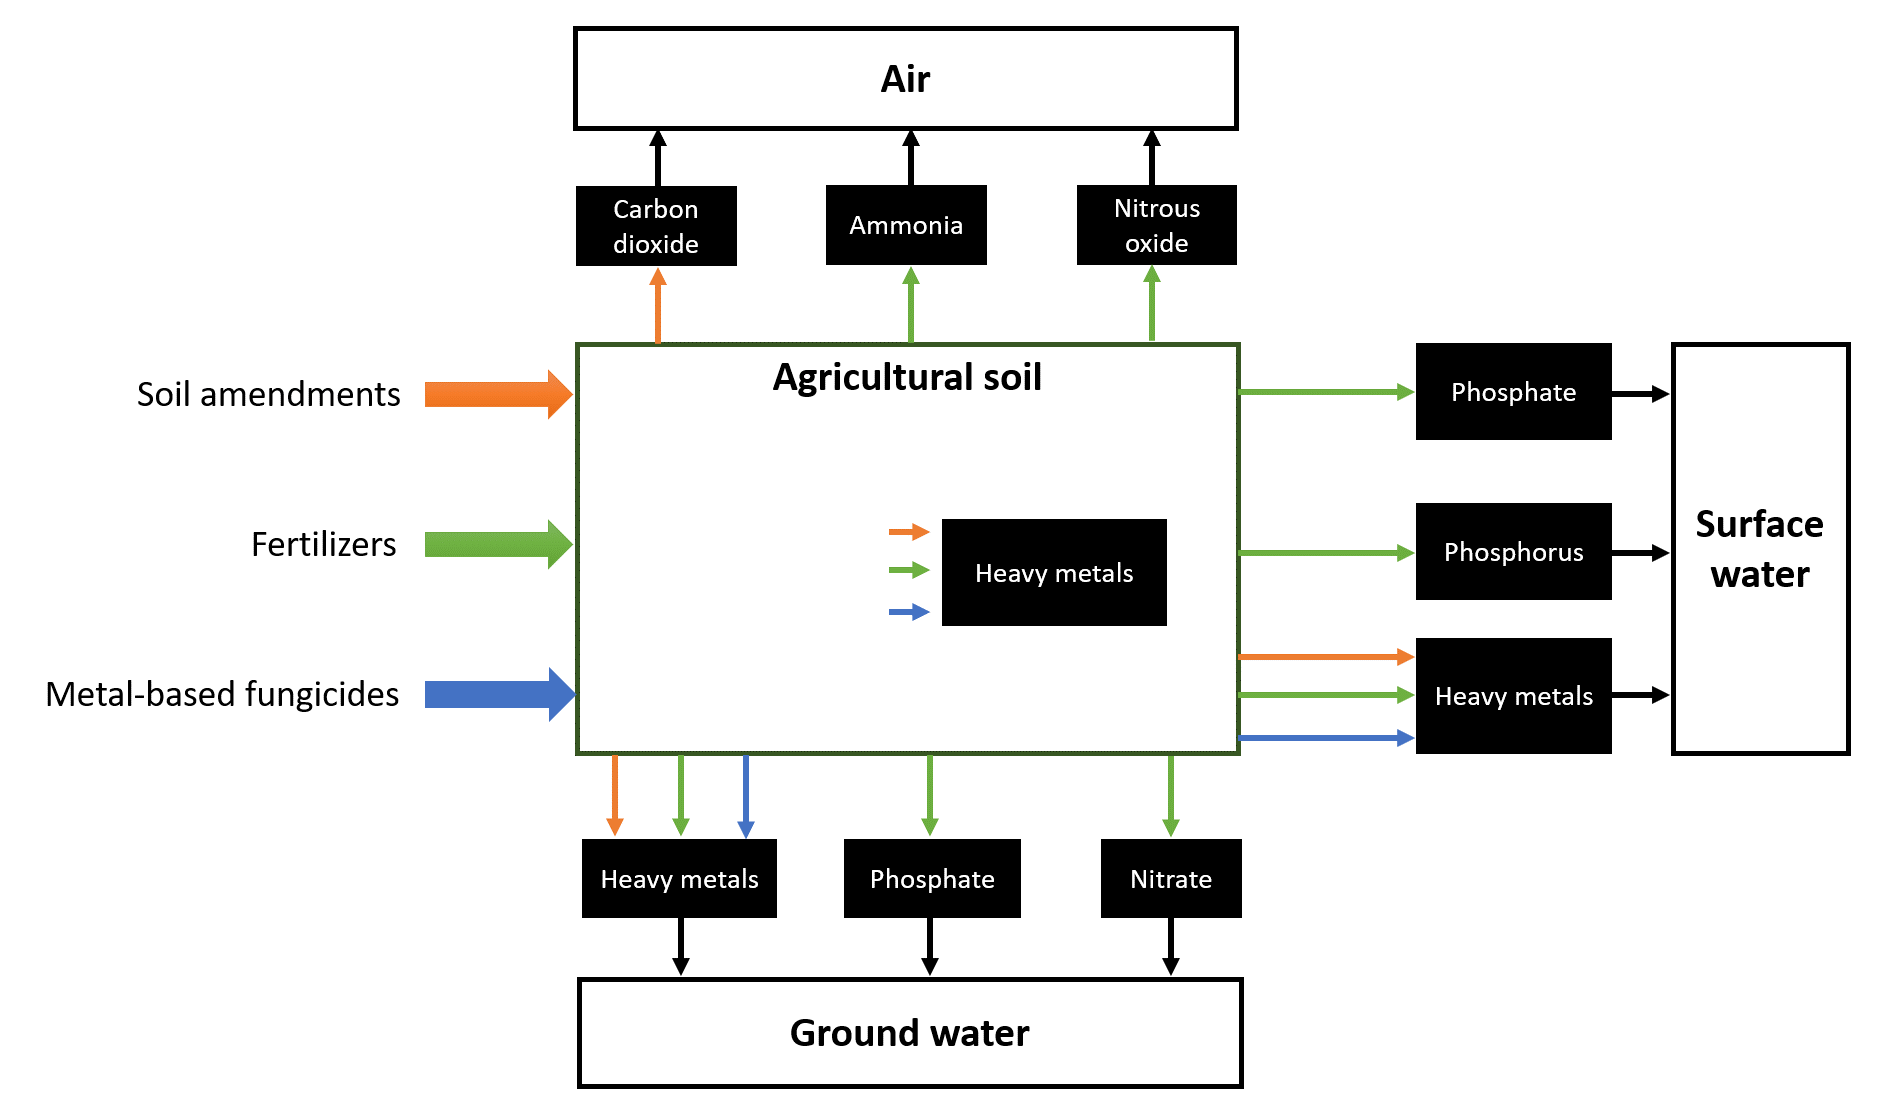 Air
Carbon
dioxide
Ammonia
Nitrous
oxide
Agricultural soil
Soil amendments
Fertilizers
Metal-based fungicides
Heavy metals
Phosphate
Phosphorus
Heavy metals
Surface
water
Heavy metals
Phosphate
Nitrate
Ground water